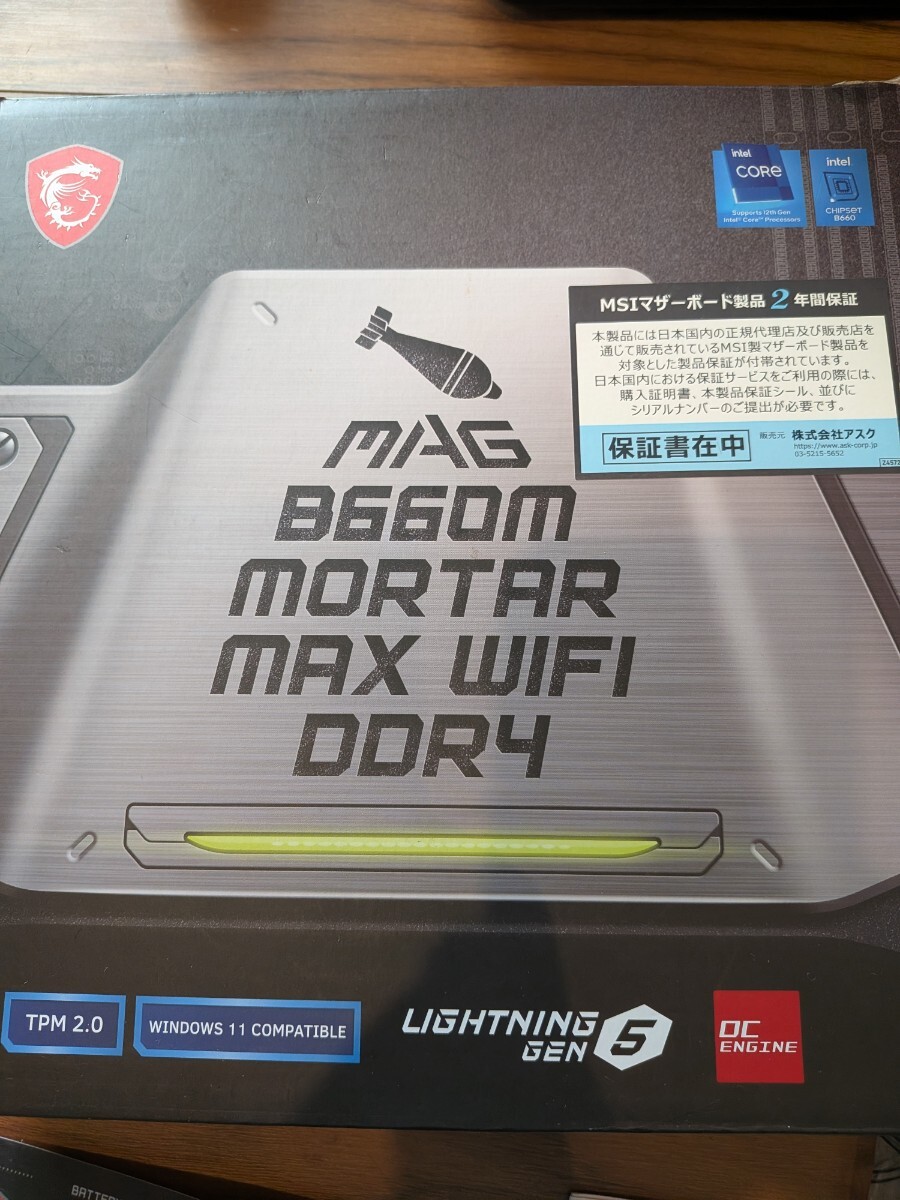 intel
CORE
Supports 12th Gen
Intel® Core™ Processors
intel
CHIPSET
B660
MSIマザーボード製品 2 年間保証
本製品には日本国内の正規代理店及び販売店を
通じて販売されているMSI製マザーボード製品を
対象とした製品保証が付帯されています。
日本国内における保証サービスをご利用の際には、
購入証明書、本製品保証シール、並びに
シリアルナンバーのご提出が必要です。
保証書在中
販売元 株式会社アスク
https://www.ask-corp.jp
03-5215-5652
Z4572
MAG
B660M
MORTAR
MAX WIFI
DDR4
TPM 2.0
WINDOWS 11 COMPATIBLE
LIGHTNING
GEN 5
OC
ENGINE